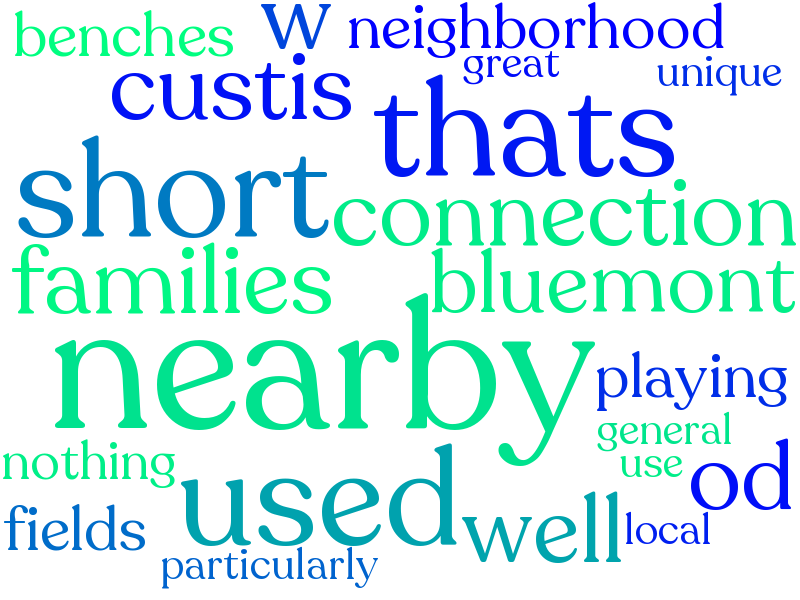 benches w neighborhood
great unique
custis thats
short connection
families bluemont
nearby playing
general
nothing used use od
fields well local
particularly